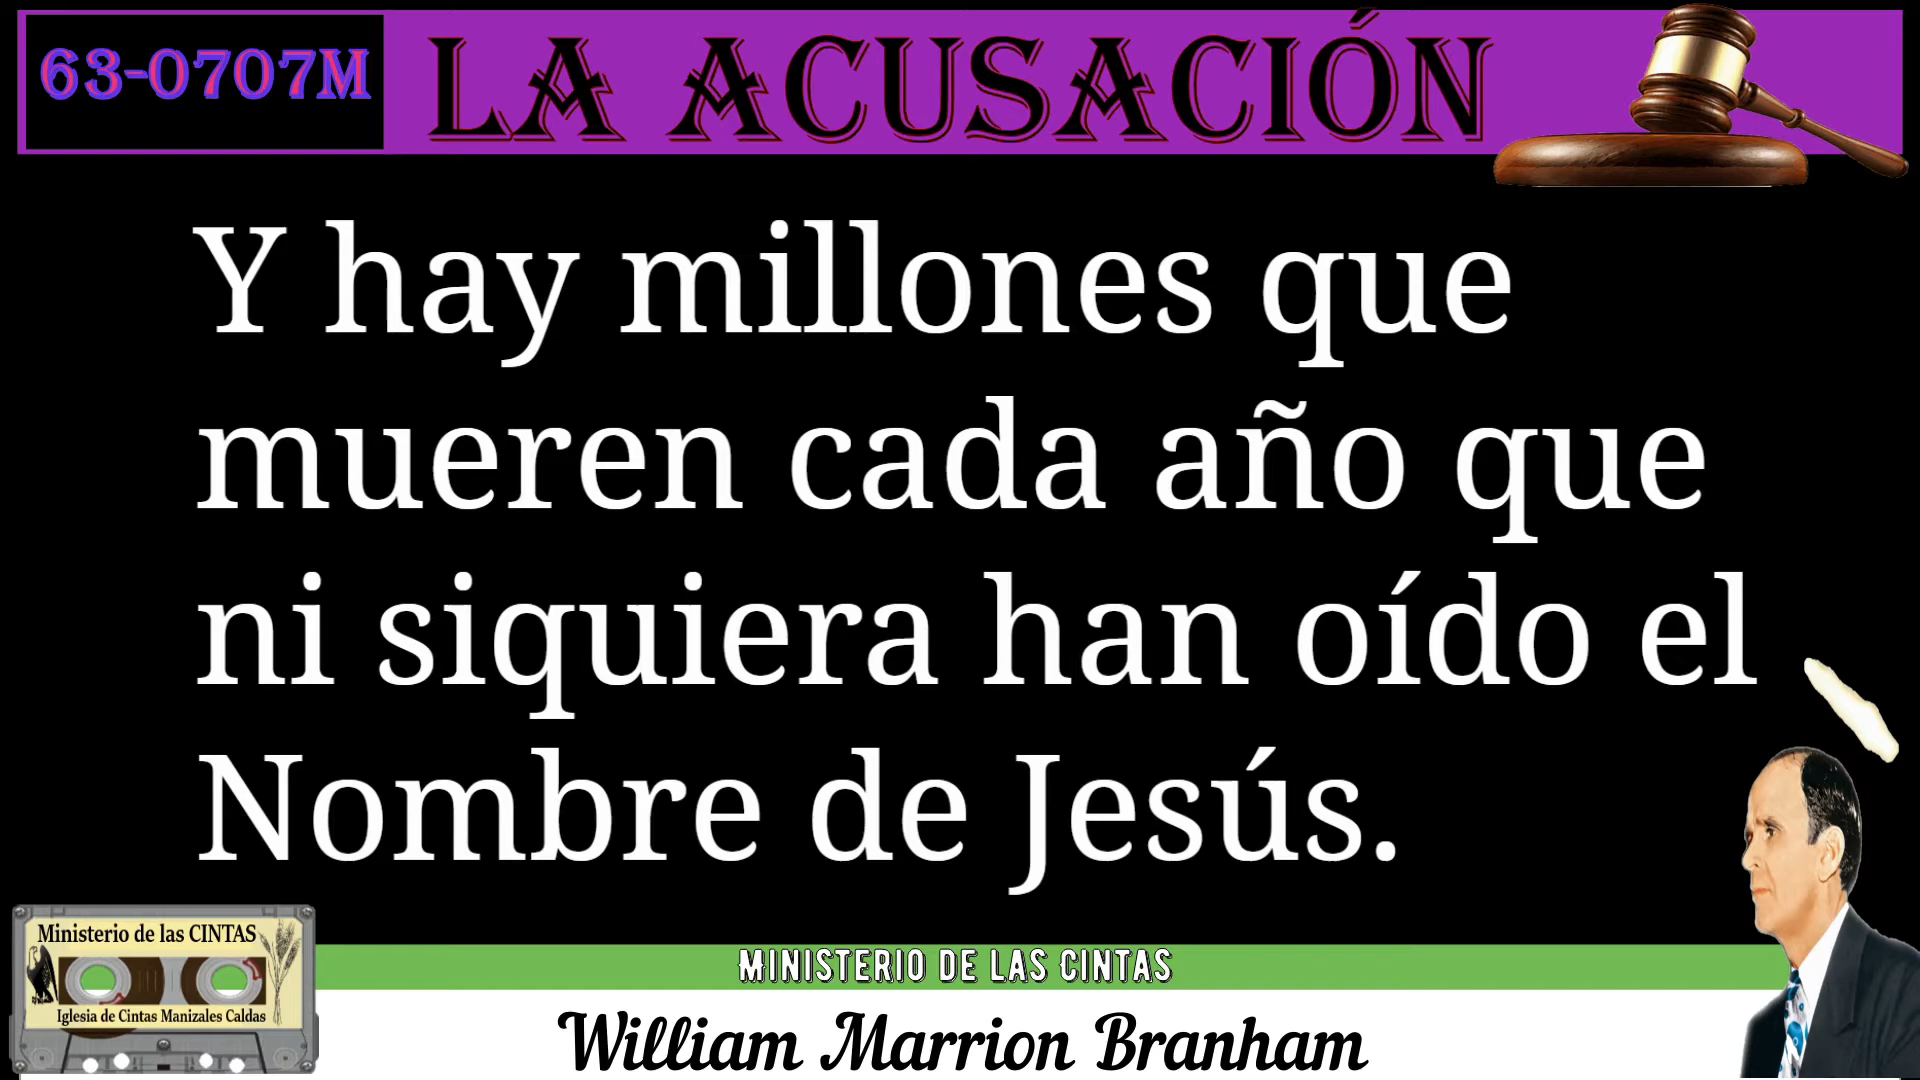 63-0707M
LA ACUSACIÓN
Y hay millones que
mueren cada año que
ni siquiera han oído el
Nombre de Jesús.
Ministerio de las CINTAS
Iglesia de Cintas Manizales Caldas
MINISTERIO DE LAS CINTAS
William Marrion Branham